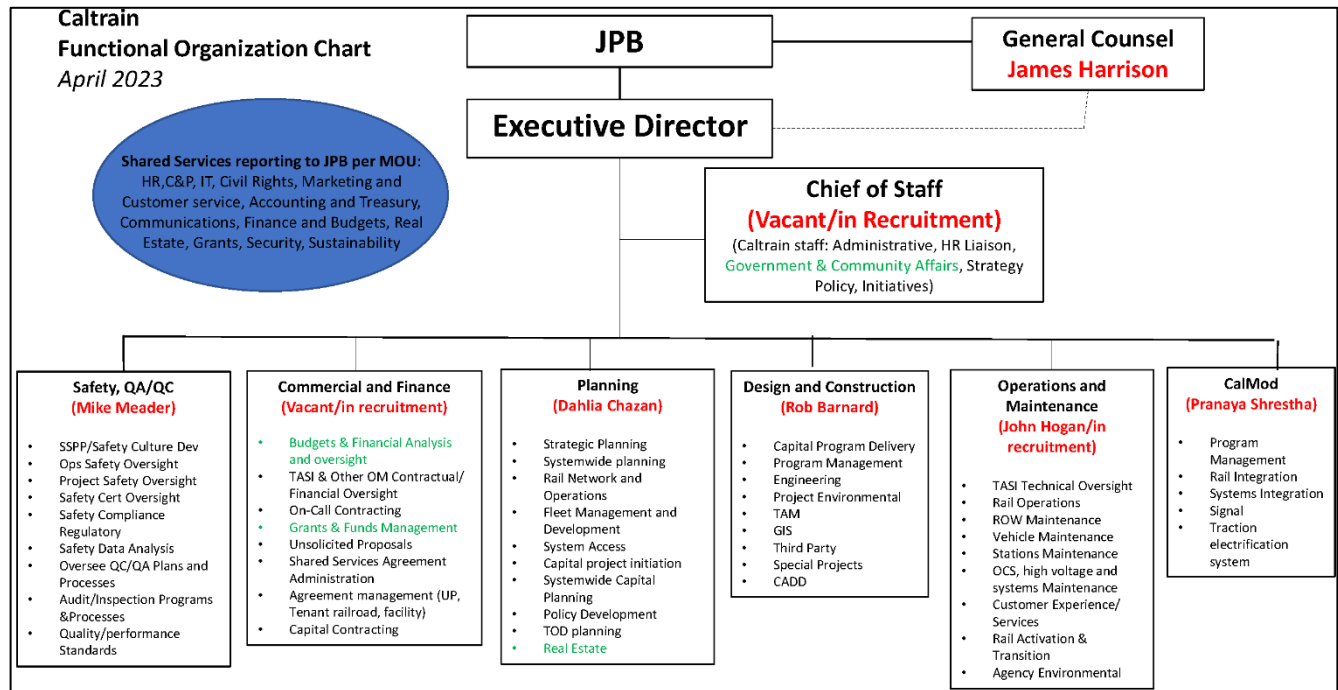 Caltrain
Functional Organization Chart
April 2023
JPB
General Counsel
James Harrison
Executive Director
Shared Services reporting to JPB per MOU:
HR,C&P, IT, Civil Rights, Marketing and
Customer service, Accounting and Treasury,
Communications, Finance and Budgets, Real
Estate, Grants, Security, Sustainability
Chief of Staff
(Vacant/in Recruitment)
(Caltrain staff: Administrative, HR Liaison,
Government & Community Affairs, Strategy
Policy, Initiatives)
Safety, QA/QC
(Mike Meader)
• SSPP/Safety Culture Dev
• Ops Safety Oversight
• Project Safety Oversight
• Safety Cert Oversight
• Safety Compliance
Regulatory
• Safety Data Analysis
• Oversee QC/QA Plans and
Processes
• Audit/Inspection Programs
&Processes
• Quality/performance
Standards
Commercial and Finance
(Vacant/in recruitment)
• Budgets & Financial Analysis
and oversight
• TASI & Other OM Contractual/
Financial Oversight
• On-Call Contracting
• Grants & Funds Management
• Unsolicited Proposals
• Shared Services Agreement
Administration
• Agreement management (UP,
Tenant railroad, facility)
• Capital Contracting
Planning
(Dahlia Chazan)
• Strategic Planning
• Systemwide planning
• Rail Network and
Operations
• Fleet Management and
Development
• System Access
• Capital project initiation
• Systemwide Capital
Planning
• Policy Development
• TOD planning
• Real Estate
Design and Construction
(Rob Barnard)
• Capital Program Delivery
• Program Management
• Engineering
• Project Environmental
• TAM
• GIS
• Third Party
• Special Projects
• CADD
Operations and
Maintenance
(John Hogan/in
recruitment)
• TASI Technical Oversight
• Rail Operations
• ROW Maintenance
• Vehicle Maintenance
• Stations Maintenance
• OCS, high voltage and
systems Maintenance
• Customer Experience/
Services
• Rail Activation &
Transition
• Agency Environmental
CalMod
(Pranaya Shrestha)
• Program
Management
• Rail Integration
• Systems Integration
• Signal
• Traction
electrification
system